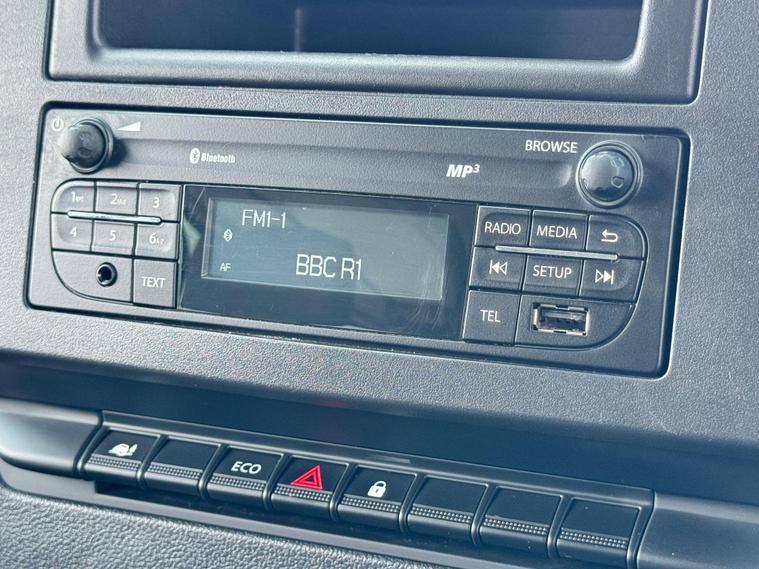 Bluetooth
MP3
BROWSE
1
2
3
4
5
6
TEXT
FM1-1
AF
BBC R1
RADIO
MEDIA
SETUP
TEL
ECO